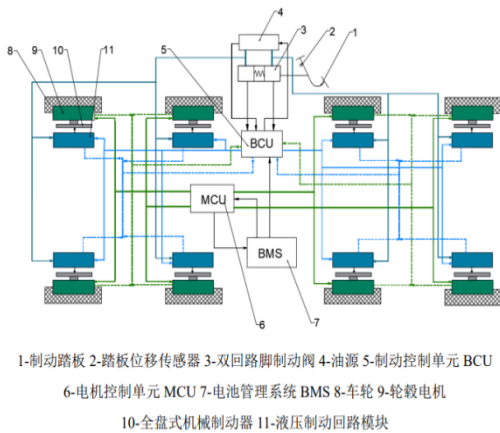 4
8 9 10 11 5 3 2 1
BCU
MCU
BMS
6 7
1-制动踏板 2-踏板位移传感器 3-双回路脚制动阀 4-油源 5-制动控制单元 BCU
6-电机控制单元 MCU 7-电池管理系统 BMS 8-车轮 9-轮毂电机
10-全盘式机械制动器 11-液压制动回路模块